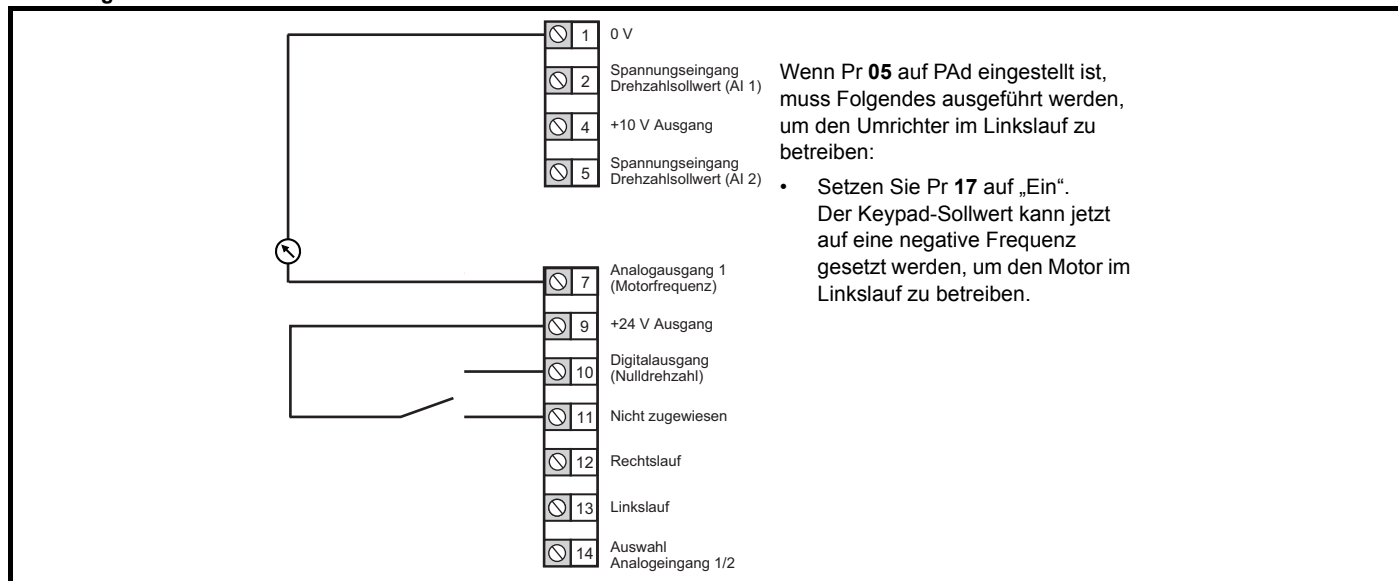 1 0 V
2 Spannungseingang
Drehzahlsollwert (AI 1)
4 +10 V Ausgang
5 Spannungseingang
Drehzahlsollwert (AI 2)
7 Analogausgang 1
(Motorfrequenz)
9 +24 V Ausgang
10 Digitalausgang
(Nulldrehzahl)
11 Nicht zugewiesen
12 Rechtslauf
13 Linkslauf
14 Auswahl
Analogeingang 1/2
Wenn Pr 05 auf PAd eingestellt ist,
muss Folgendes ausgeführt werden,
um den Umrichter im Linkslauf zu
betreiben:
• Setzen Sie Pr 17 auf „Ein“.
Der Keypad-Sollwert kann jetzt
auf eine negative Frequenz
gesetzt werden, um den Motor im
Linkslauf zu betreiben.